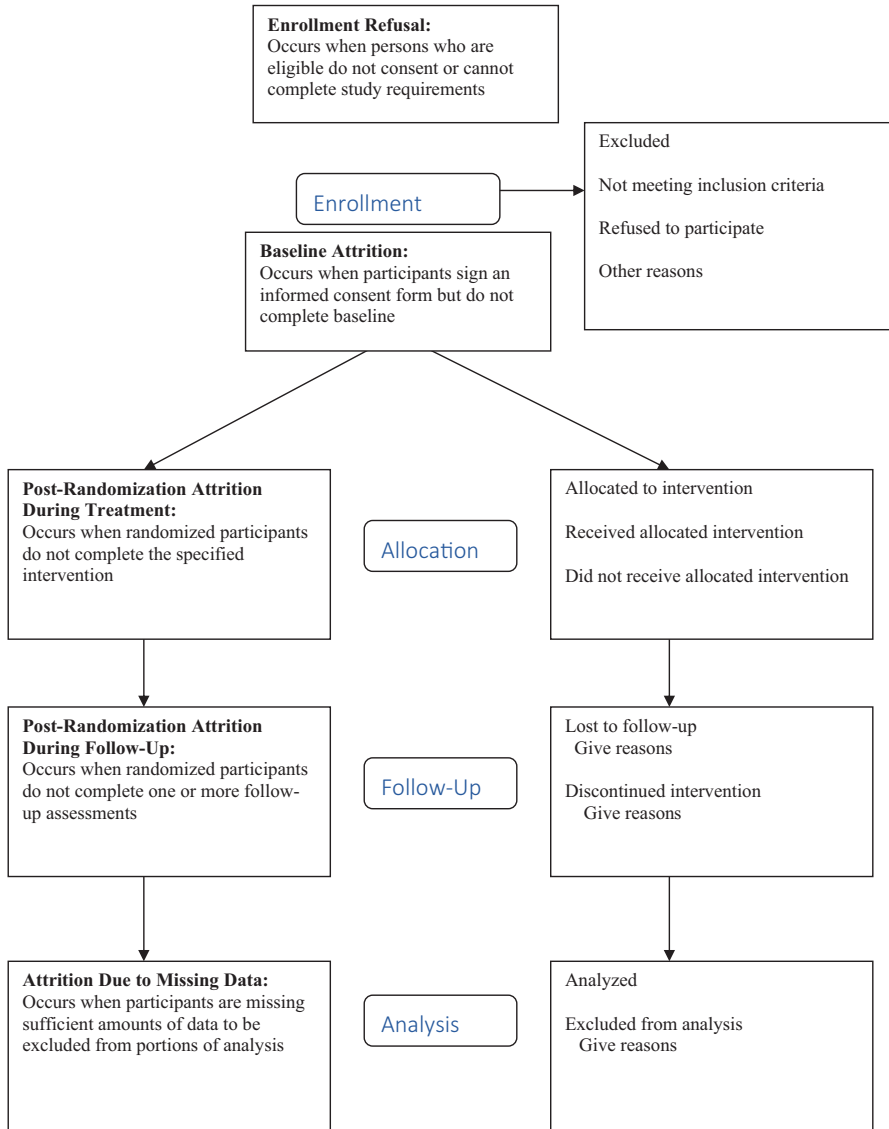 Enrollment Refusal:
Occurs when persons who are
eligible do not consent or cannot
complete study requirements
Excluded
Not meeting inclusion criteria
Refused to participate
Other reasons
Enrollment
Baseline Attrition:
Occurs when participants sign an
informed consent form but do not
complete baseline
Post-Randomization Attrition
During Treatment:
Occurs when randomized participants
do not complete the specified
intervention
Allocation
Allocated to intervention
Received allocated intervention
Did not receive allocated intervention
Post-Randomization Attrition
During Follow-Up:
Occurs when randomized participants
do not complete one or more follow-
up assessments
Follow-Up
Lost to follow-up
Give reasons
Discontinued intervention
Give reasons
Attrition Due to Missing Data:
Occurs when participants are missing
sufficient amounts of data to be
excluded from portions of analysis
Analysis
Analyzed
Excluded from analysis
Give reasons